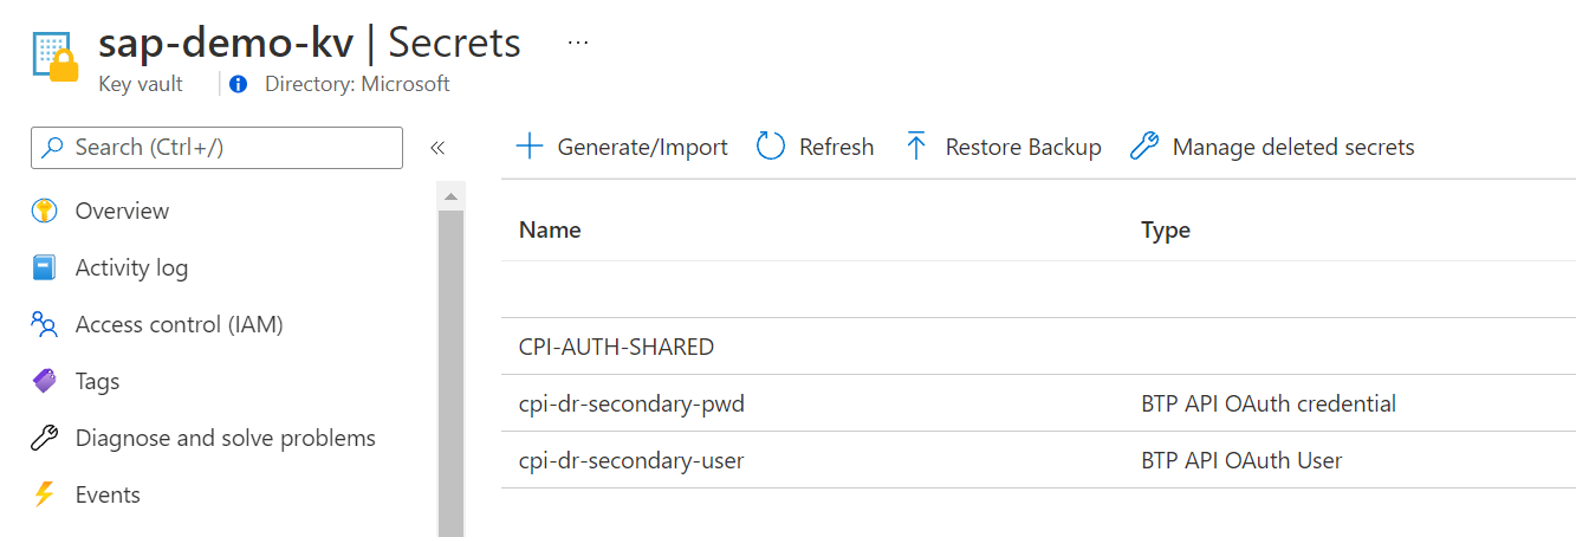 sap-demo-kv | Secrets ...
Key vault
Directory: Microsoft
Search (Ctrl+/)
Overview
Activity log
Access control (IAM)
Tags
Diagnose and solve problems
Events
Generate/Import Refresh Restore Backup Manage deleted secrets
Name Type
CPI-AUTH-SHARED
cpi-dr-secondary-pwd BTP API OAuth credential
cpi-dr-secondary-user BTP API OAuth User